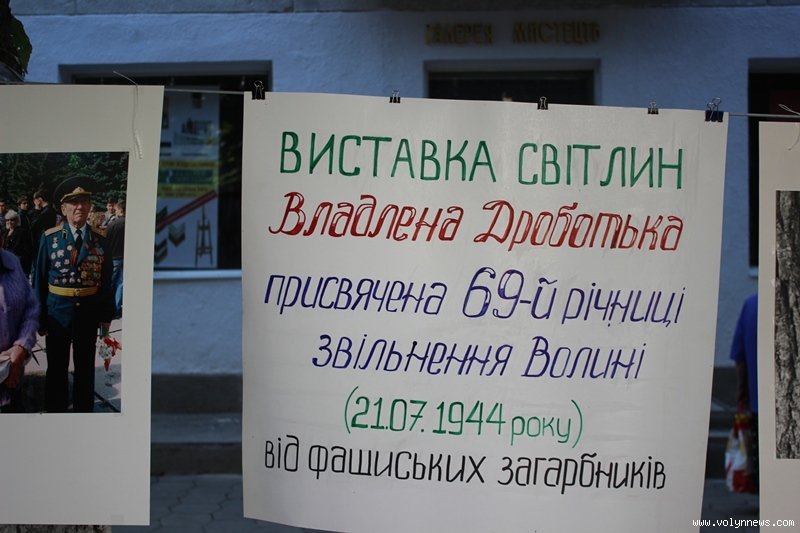 ГАЛЕРЕЯ МИСТЕЦТВ
ВИСТАВКА СВІТЛИН
Владлена Дроботька
присвячена 69-й річниці
звільнення Волині
(21.07.1944 року)
від фашиських загарбників
www.volynnews.com